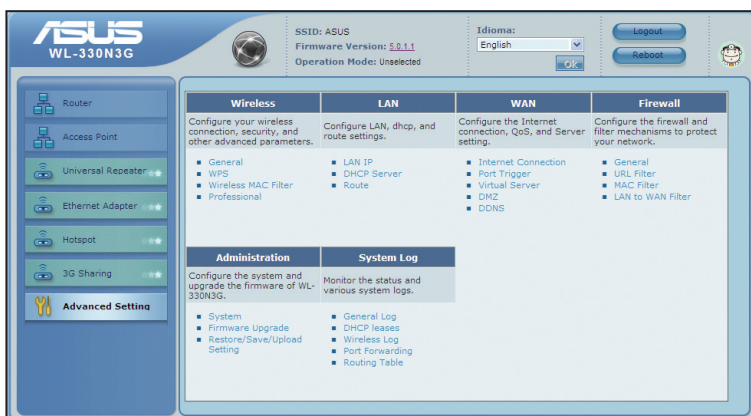 ASUS
WL-330N3G
SSID: ASUS
Firmware Version: 5.0.1.1
Operation Mode: Unselected
Idioma:
English
Ok
Logout
Reboot
Router
Access Point
Universal Repeater
Ethernet Adapter
Hotspot
3G Sharing
Advanced Setting
Wireless
Configure your wireless
connection, security, and
other advanced parameters.
General
WPS
Wireless MAC Filter
Professional
LAN
Configure LAN, dhcp, and
route settings.
LAN IP
DHCP Server
Route
WAN
Configure the Internet
connection, QoS, and Server
setting.
Internet Connection
Port Trigger
Virtual Server
DMZ
DDNS
Firewall
Configure the firewall and
filter mechanisms to protect
your network.
General
URL Filter
MAC Filter
LAN to WAN Filter
Administration
Configure the system and
upgrade the firmware of WL-
330N3G.
System
Firmware Upgrade
Restore/Save/Upload
Setting
System Log
Monitor the status and
various system logs.
General Log
DHCP leases
Wireless Log
Port Forwarding
Routing Table